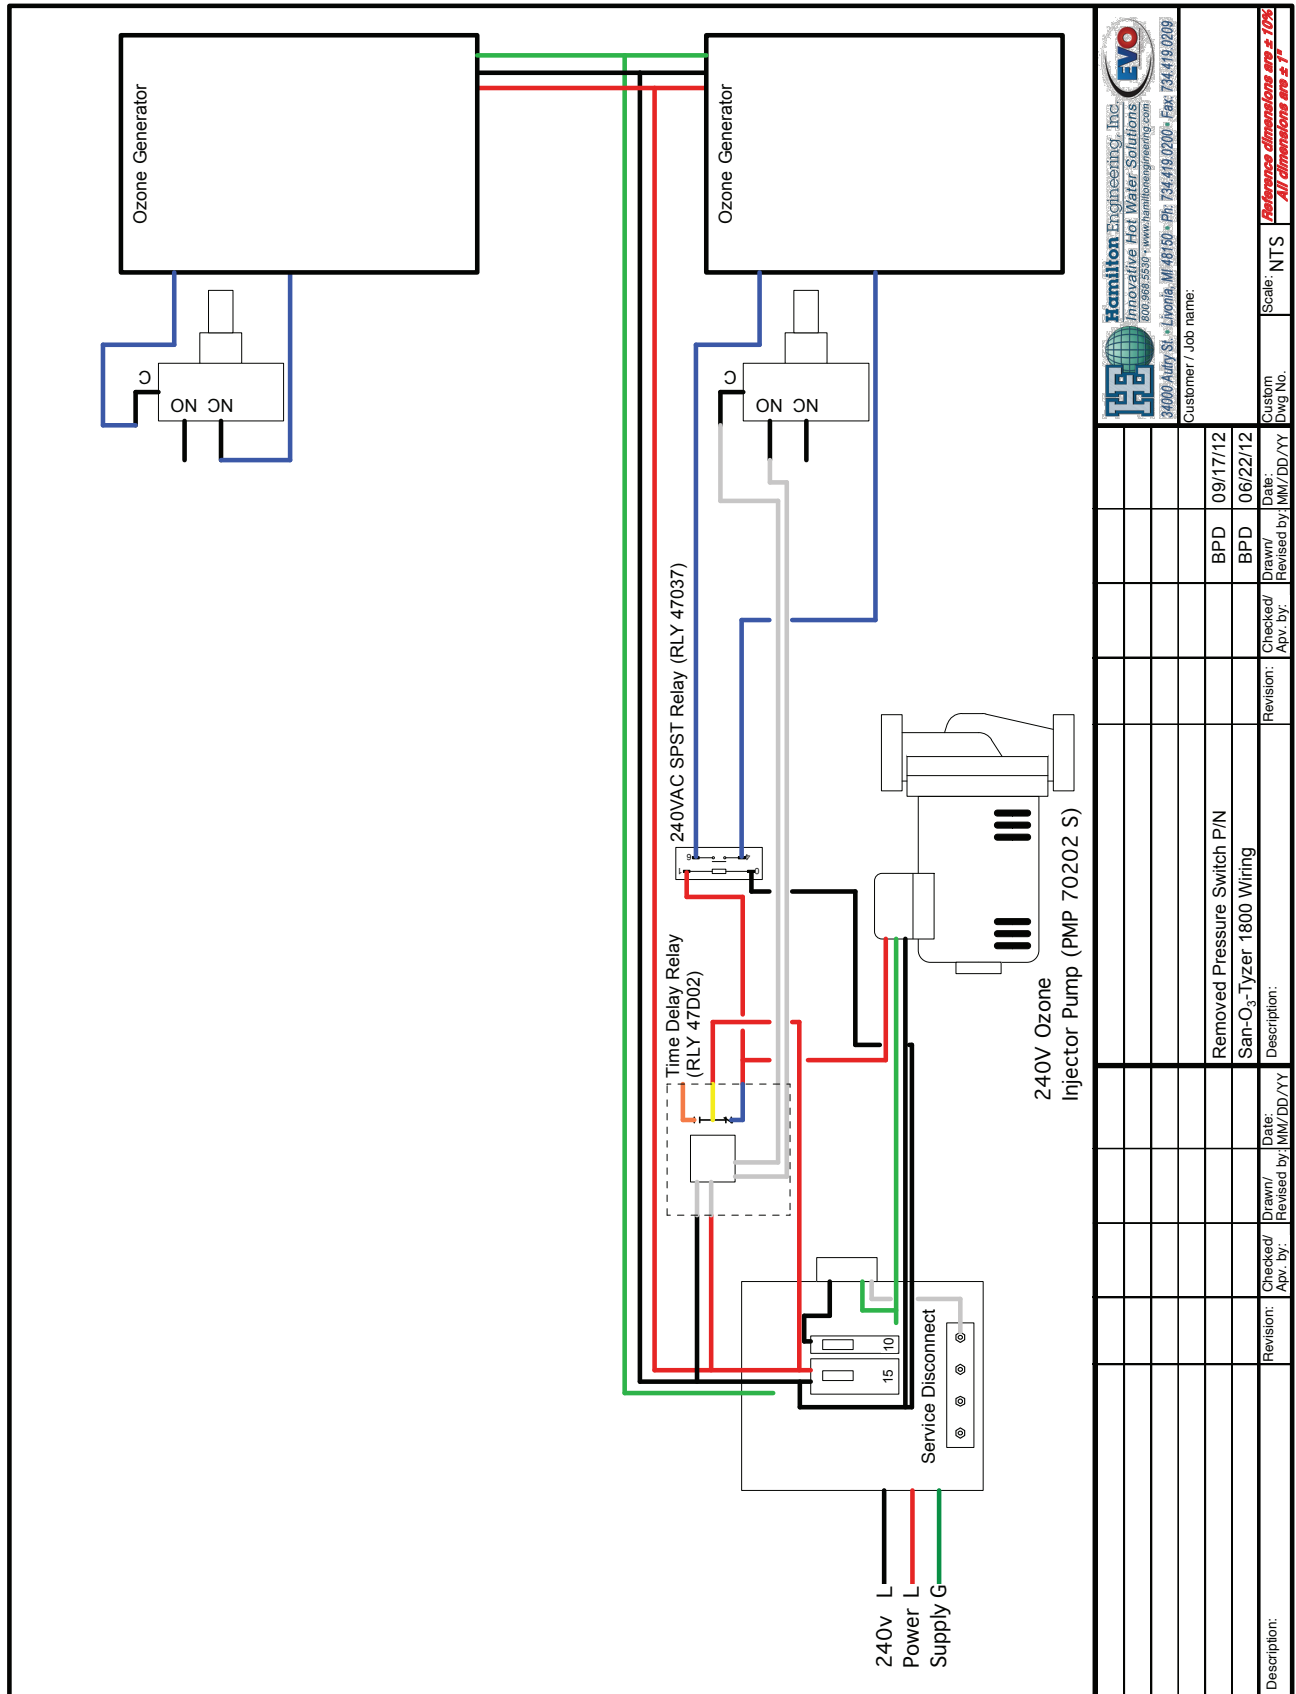 Ozone Generator
C
NO
NC
Ozone Generator
C
NO
NC
240VAC SPST Relay (RLY 47037)
6
4
1
0
Time Delay Relay
(RLY 47D02)
240V Ozone
Injector Pump (PMP 70202 S)
10
15
Service Disconnect
240v L
Power L
Supply G
Hamilton Engineering, Inc.
Innovative Hot Water Solutions
800.968.5530 • www.hamiltonengineering.com
34000 Autry St. • Livonia, MI 48150 • Ph: 734.419.0200 • Fax: 734.419.0209
EVO
Customer / Job name:
Custom
Dwg No.
Scale: NTS
Reference dimensions are ± 10%
All dimensions are ± 1"
Removed Pressure Switch P/N
BPD
09/17/12
San-O3-Tyzer 1800 Wiring
BPD
06/22/12
Description:
Revision:
Checked/
Apv. by:
Drawn/
Revised by:
Date:
MM/DD/YY
Description:
Revision:
Checked/
Apv. by:
Drawn/
Revised by:
Date:
MM/DD/YY